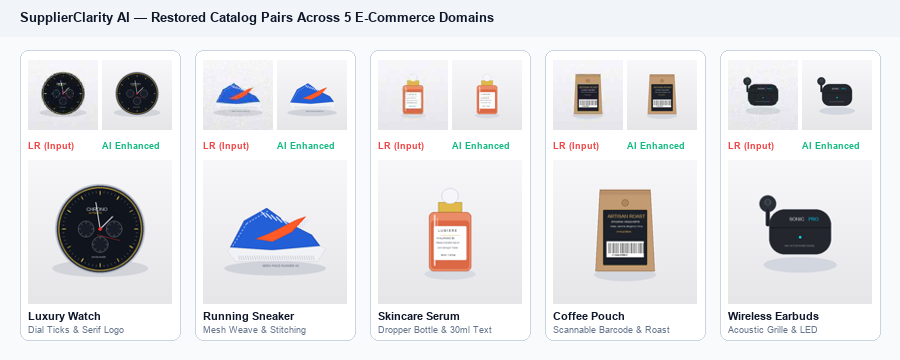 SupplierClarity AI — Restored Catalog Pairs Across 5 E-Commerce Domains
LR (Input) AI Enhanced
CHRONO
Luxury Watch
Dial Ticks & Serif Logo
LR (Input) AI Enhanced
Running Sneaker
Mesh Weave & Stitching
LR (Input) AI Enhanced
LUMIERE
Skincare Serum
Dropper Bottle & 30ml Text
LR (Input) AI Enhanced
ARTISAN ROAST
Coffee Pouch
Scannable Barcode & Roast
LR (Input) AI Enhanced
SONIC PRO
Wireless Earbuds
Acoustic Grille & LED